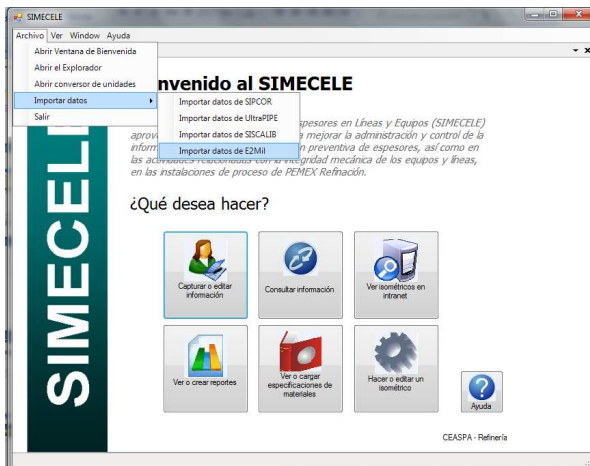 SIMECELE
Archivo Ver Window Ayuda
Abrir Ventana de Bienvenida
Abrir el Explorador
Abrir conversor de unidades
Importar datos
Salir
Importar datos de SIPCOR
Importar datos de UltraPIPE
Importar datos de SISCALIB
Importar datos de E2Mil
nvenido al SIMECELE
spesores en Líneas y Equipos (SIMECELE)
aprov a mejorar la administración y control de la
inform n preventiva de espesores, así como en
las actividades relacionadas con la integridad mecánica de los equipos y líneas,
en las instalaciones de proceso de PEMEX Refinación.
¿Qué desea hacer?
Capturar o editar
información
Consultar información
Ver isométricos en
intranet
Ver o crear reportes
Ver o cargar
especificaciones de
materiales
Hacer o editar un
isométrico
Ayuda
CEASPA - Refinería
SIMECELE